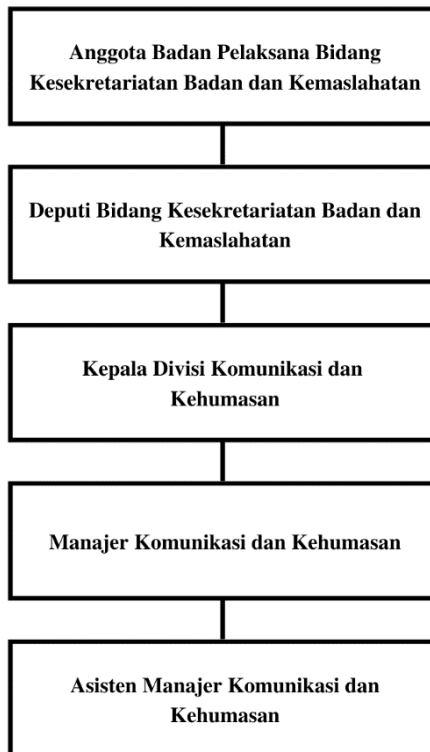 Anggota Badan Pelaksana Bidang
Kesekretariatan Badan dan Kemaslahatan
Deputi Bidang Kesekretariatan Badan dan
Kemaslahatan
Kepala Divisi Komunikasi dan
Kehumasan
Manajer Komunikasi dan Kehumasan
Asisten Manajer Komunikasi dan
Kehumasan